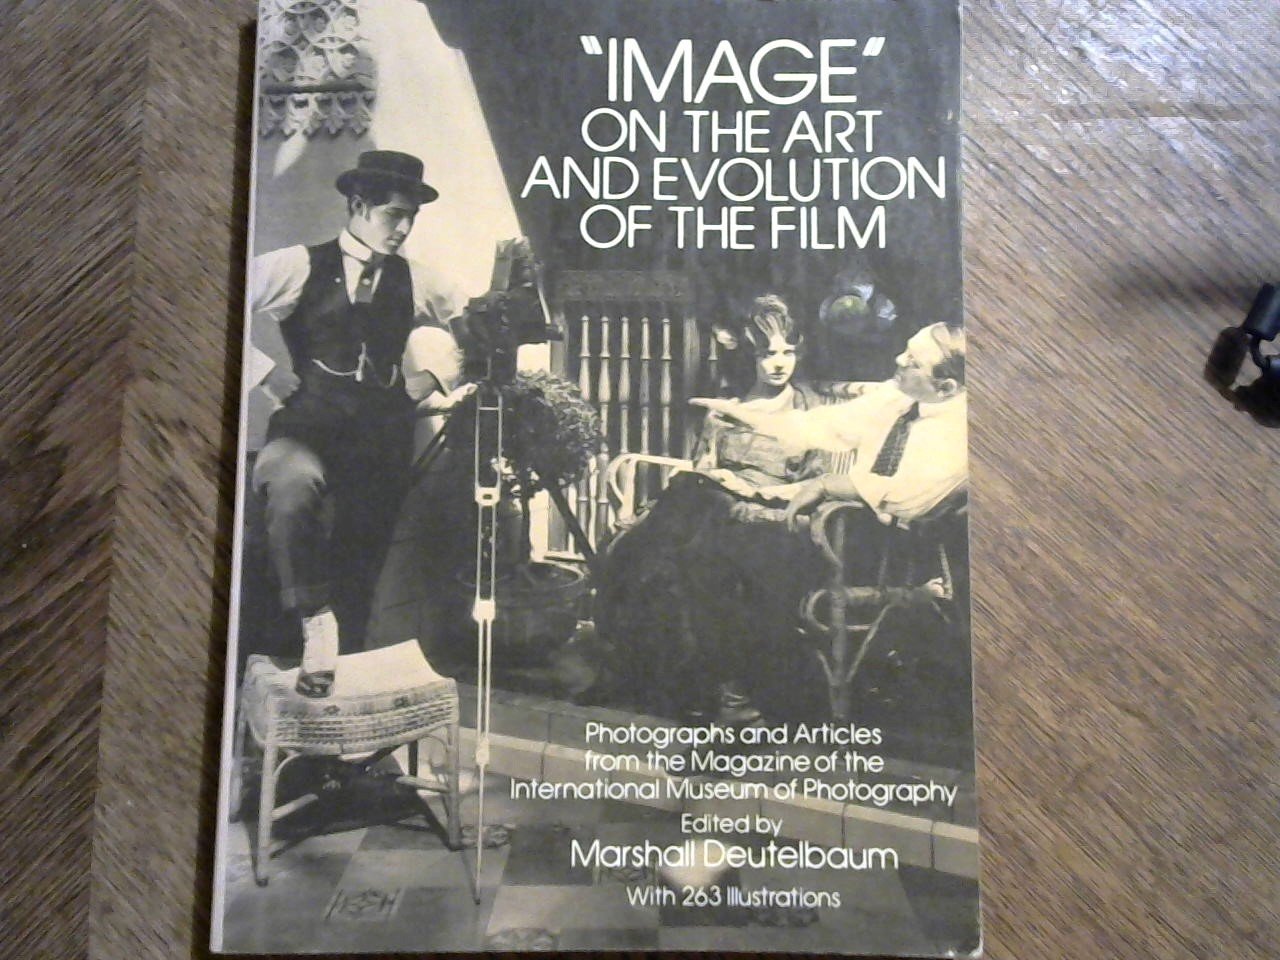 "IMAGE"
ON THE ART
AND EVOLUTION
OF THE FILM
Photographs and Articles
from the Magazine of the
International Museum of Photography
Edited by
Marshall Deutelbaum
With 263 Illustrations